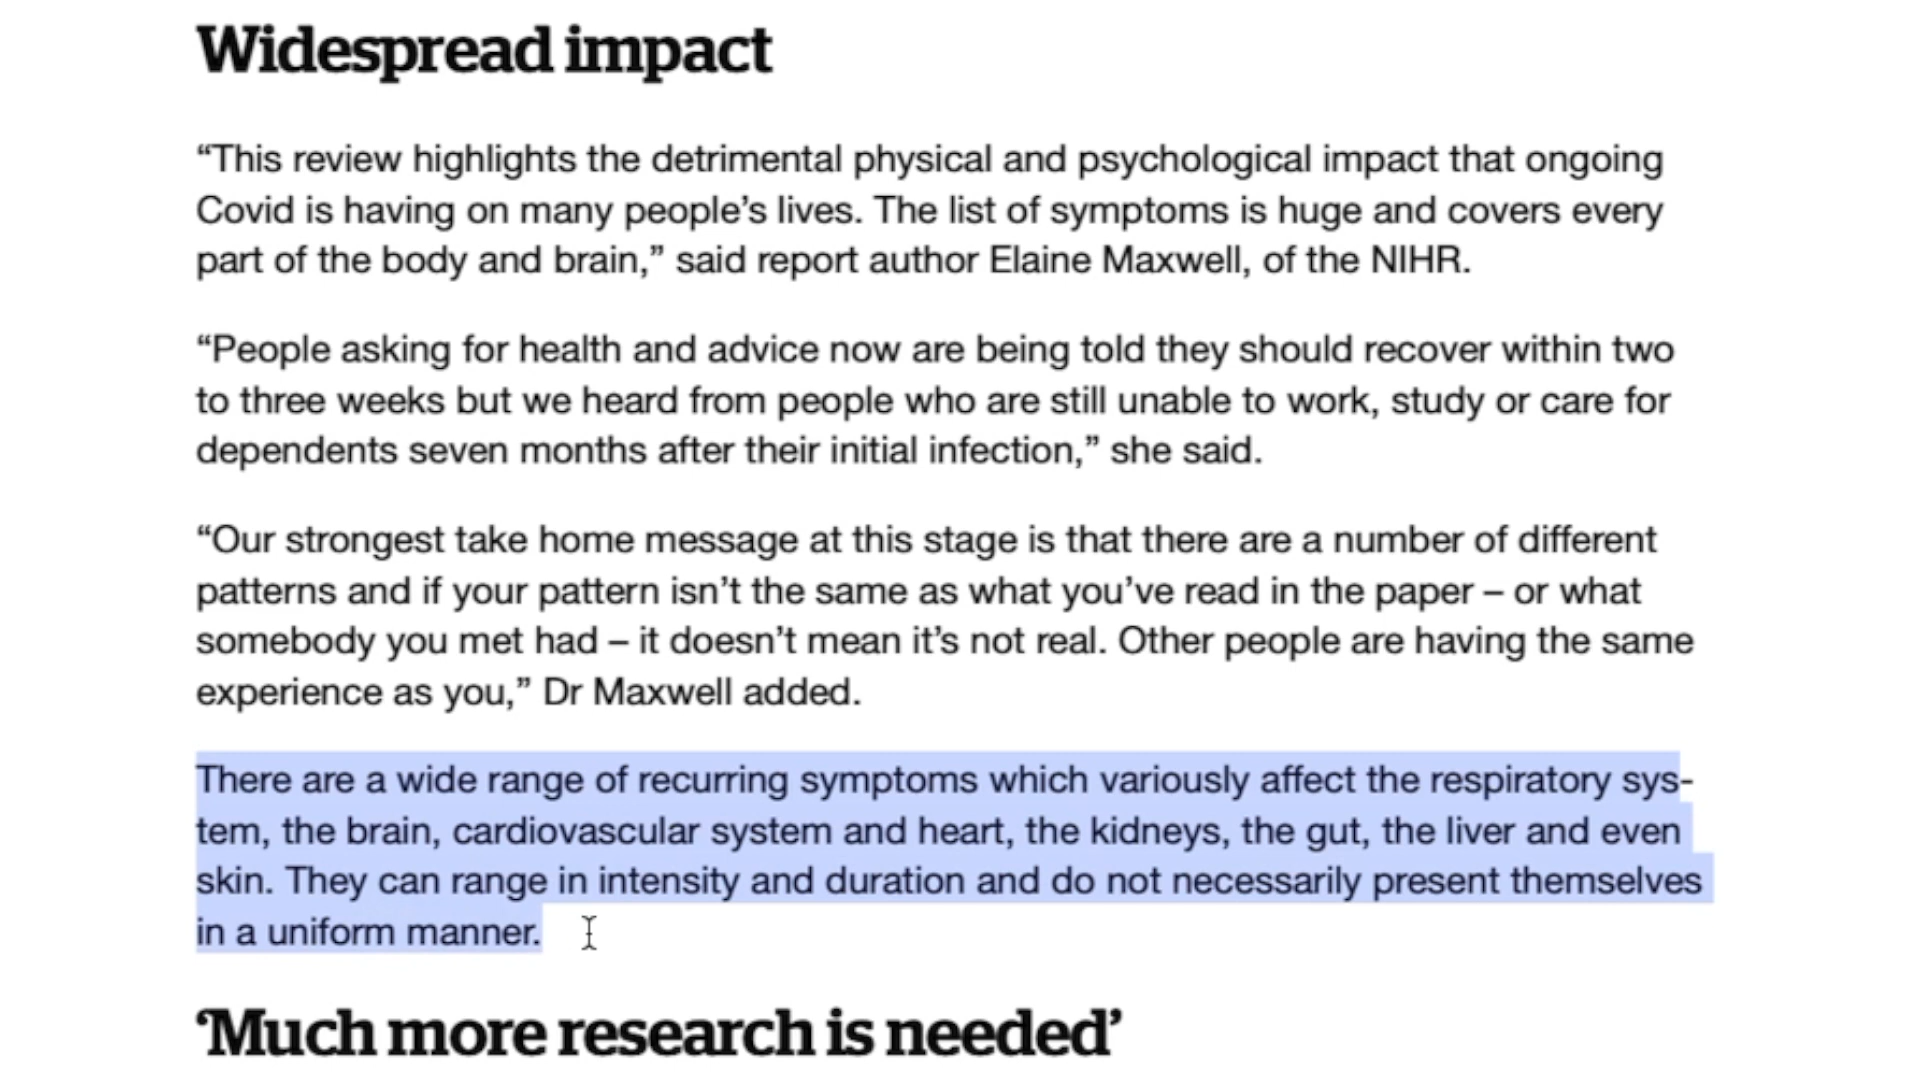 Widespread impact
“This review highlights the detrimental physical and psychological impact that ongoing
Covid is having on many people’s lives. The list of symptoms is huge and covers every
part of the body and brain,” said report author Elaine Maxwell, of the NIHR.
“People asking for health and advice now are being told they should recover within two
to three weeks but we heard from people who are still unable to work, study or care for
dependents seven months after their initial infection,” she said.
“Our strongest take home message at this stage is that there are a number of different
patterns and if your pattern isn’t the same as what you’ve read in the paper – or what
somebody you met had – it doesn’t mean it’s not real. Other people are having the same
experience as you,” Dr Maxwell added.
There are a wide range of recurring symptoms which variously affect the respiratory sys-
tem, the brain, cardiovascular system and heart, the kidneys, the gut, the liver and even
skin. They can range in intensity and duration and do not necessarily present themselves
in a uniform manner.
‘Much more research is needed’